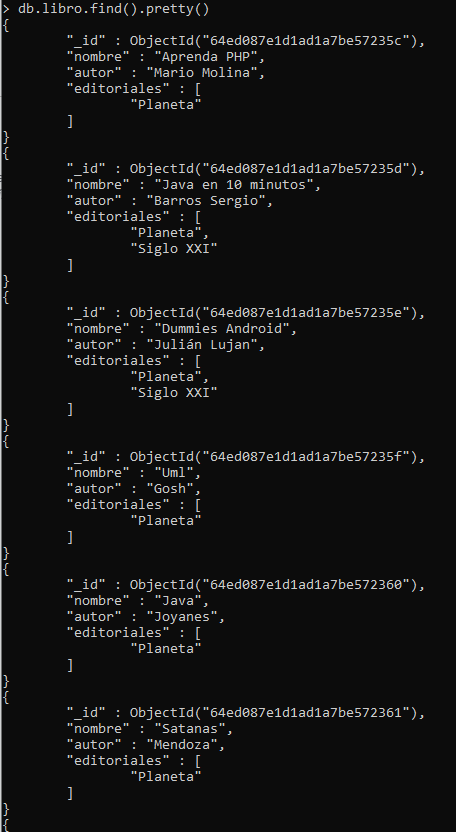 > db.libro.find().pretty()
{
"_id" : ObjectId("64ed087e1d1ad1a7be57235c"),
"nombre" : "Aprenda PHP",
"autor" : "Mario Molina",
"editoriales" : [
"Planeta"
]
}
{
"_id" : ObjectId("64ed087e1d1ad1a7be57235d"),
"nombre" : "Java en 10 minutos",
"autor" : "Barros Sergio",
"editoriales" : [
"Planeta",
"Siglo XXI"
]
}
{
"_id" : ObjectId("64ed087e1d1ad1a7be57235e"),
"nombre" : "Dummies Android",
"autor" : "Julián Lujan",
"editoriales" : [
"Planeta",
"Siglo XXI"
]
}
{
"_id" : ObjectId("64ed087e1d1ad1a7be57235f"),
"nombre" : "Uml",
"autor" : "Gosh",
"editoriales" : [
"Planeta"
]
}
{
"_id" : ObjectId("64ed087e1d1ad1a7be572360"),
"nombre" : "Java",
"autor" : "Joyanes",
"editoriales" : [
"Planeta"
]
}
{
"_id" : ObjectId("64ed087e1d1ad1a7be572361"),
"nombre" : "Satanas",
"autor" : "Mendoza",
"editoriales" : [
"Planeta"
]
}
{